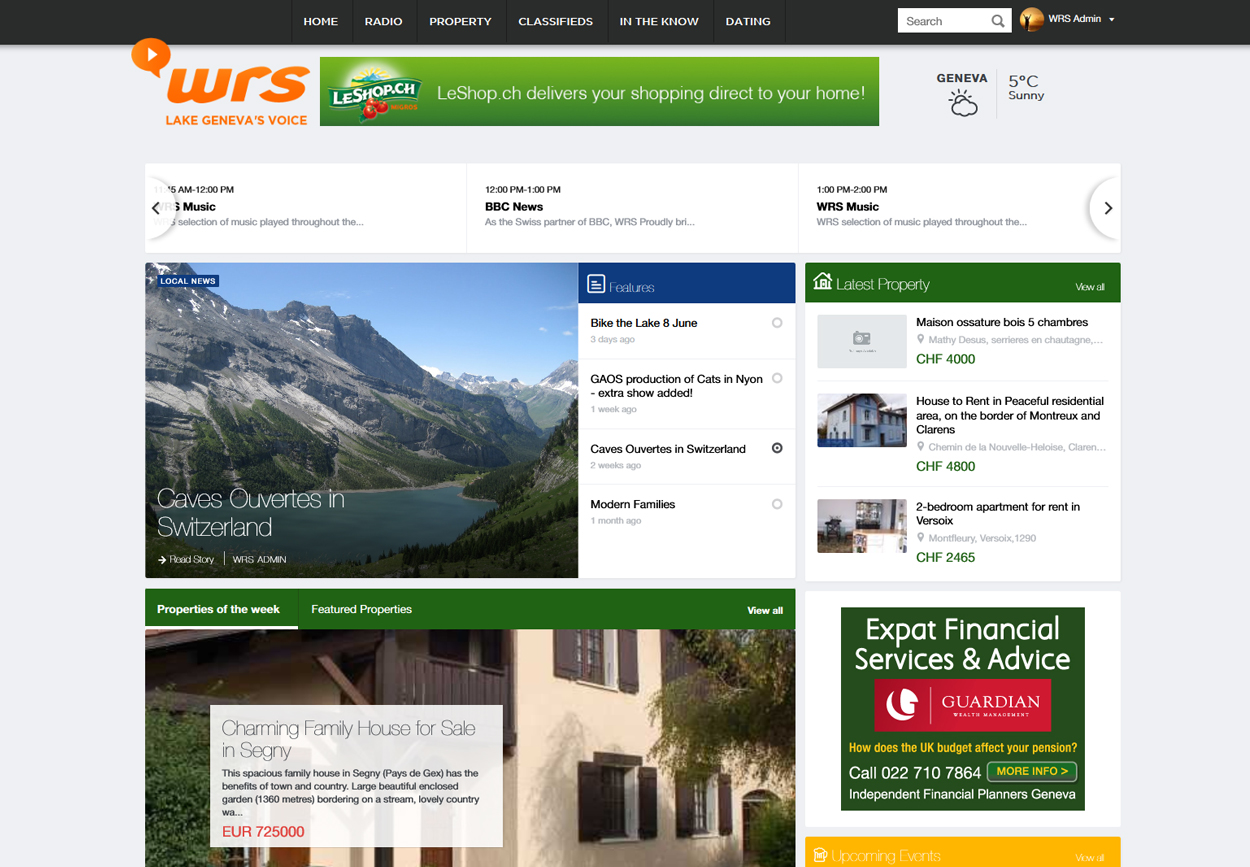 HOME RADIO PROPERTY CLASSIFIEDS IN THE KNOW DATING
Search
WRS Admin
wrs
LAKE GENEVA'S VOICE
LESHOP.CH
MIGROS
LeShop.ch delivers your shopping direct to your home!
GENEVA
5°C
Sunny
AM-12:00 PM
WRS Music
selection of music played throughout the...
12:00 PM-1:00 PM
BBC News
As the Swiss partner of BBC, WRS Proudly bri...
1:00 PM-2:00 PM
WRS Music
WRS selection of music played throughout the...
LOCAL NEWS
Caves Ouvertes in
Switzerland
Read Story
WRS ADMIN
Features
Bike the Lake 8 June
3 days ago
GAOS production of Cats in Nyon
- extra show added!
1 week ago
Caves Ouvertes in Switzerland
2 weeks ago
Modern Families
1 month ago
Latest Property
View all
Maison ossature bois 5 chambres
Mathy Desus, serrieres en chautagne,...
CHF 4000
House to Rent in Peaceful residential
area, on the border of Montreux and
Clarens
Chemin de la Nouvelle-Heloise, Claren...
CHF 4800
2-bedroom apartment for rent in
Versoix
Montfleury, Versoix,1290
CHF 2465
Properties of the week
Featured Properties
View all
Charming Family House for Sale
in Segny
This spacious family house in Segny (Pays de Gex) has the
benefits of town and country. Large beautiful enclosed
garden (1360 metres) bordering on a stream, lovely country
wa...
EUR 725000
Expat Financial
Services & Advice
GUARDIAN
WEALTH MANAGEMENT
How does the UK budget affect your pension?
Call 022 710 7864
MORE INFO >
Independent Financial Planners Geneva
Upcoming Events
View all